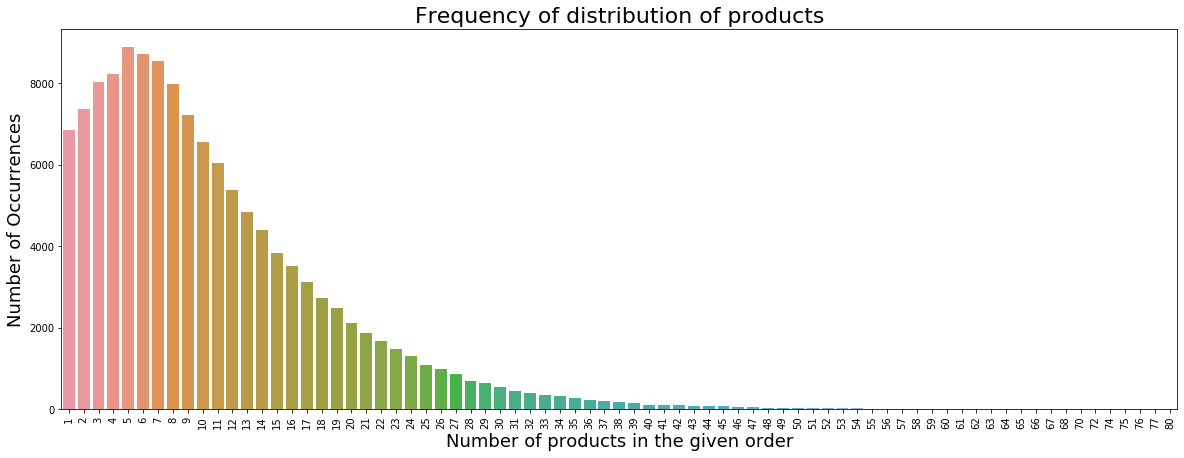 Frequency of distribution of products
Number of Occurrences
8000
6000
4000
2000
0
1 2 3 4 5 6 7 8 9 10 11 12 13 14 15 16 17 18 19 20 21 22 23 24 25 26 27 28 29 30 31 32 33 34 35 36 37 38 39 40 41 42 43 44 45 46 47 48 49 50 51 52 53 54 55 56 57 58 59 60 61 62 63 64 65 66 67 68 70 72 74 75 76 77 80
Number of products in the given order